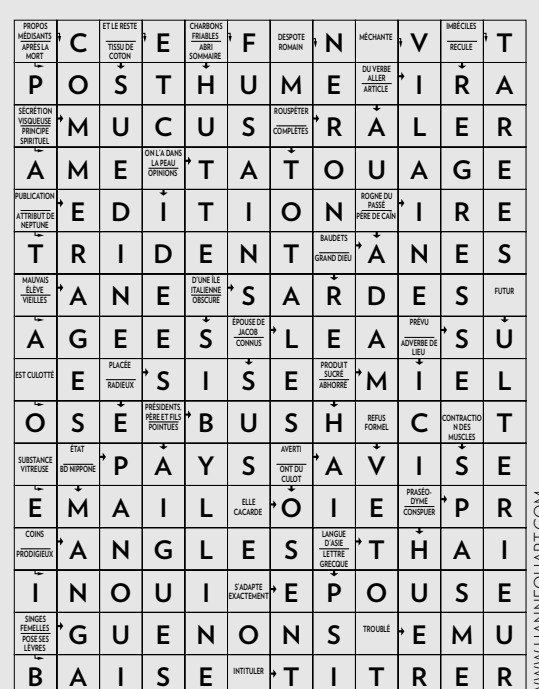 PROPOS MÉDISANTS APRÈS LA MORT C ET LE RESTE TISSU DE COTON E CHARBONS FRIABLES ABRI SOMMAIRE F DESPOTE ROMAIN N MÉCHANTE V IMBÉCILES RECULE T
P O S T H U M E DU VERBE ALLER ARTICLE I R A
SÉCRÉTION VISQUEUSE PRINCIPE SPIRITUEL M U C U S ROUSPÉTER COMPLÈTES R A L E R
A M E ON L'A DANS LA PEAU OPINIONS T A T O U A G E
PUBLICATION ATTRIBUT DE NEPTUNE E D I T I O N ROGNE DU PASSÉ PÈRE DE CAÏN I R E
T R I D E N T BAUDETS GRAND DIEU A N E S
MAUVAIS ÉLÈVE VIEILLES A N E D'UNE ÎLE ITALIENNE OBSCURE S A R D E S FUTUR
A G E E S ÉPOUSE DE JACOB CONNUS L E A PRÉVU ADVERBE DE LIEU S U
EST CULOTTÉ E PLACÉE RADIEUX S I S E PRODUIT SUCRÉ ABHORRÉ M I E L
O S E PRÉSIDENTS, PÈRE ET FILS POINTUES B U S H REFUS FORMEL C CONTRACTIO N DES MUSCLES T
SUBSTANCE VITREUSE ÉTAT BD NIPPONE P A Y S AVERTI ONT DU CULOT A V I S E
E M A I L ELLE CACARDE O I E PRASÉO-DYME CONSPUER P R
COINS PRODIGIEUX A N G L E S LANGUE D'ASIE LETTRE GRECQUE T H A I
I N O U I S'ADAPTE EXACTEMENT E P O U S E
SINGES FEMELLES POSE SES LÈVRES G U E N O N S TROUBLÉ E M U
B A I S E INTITULER T I T R E R
WWW.HANNEQUART.COM